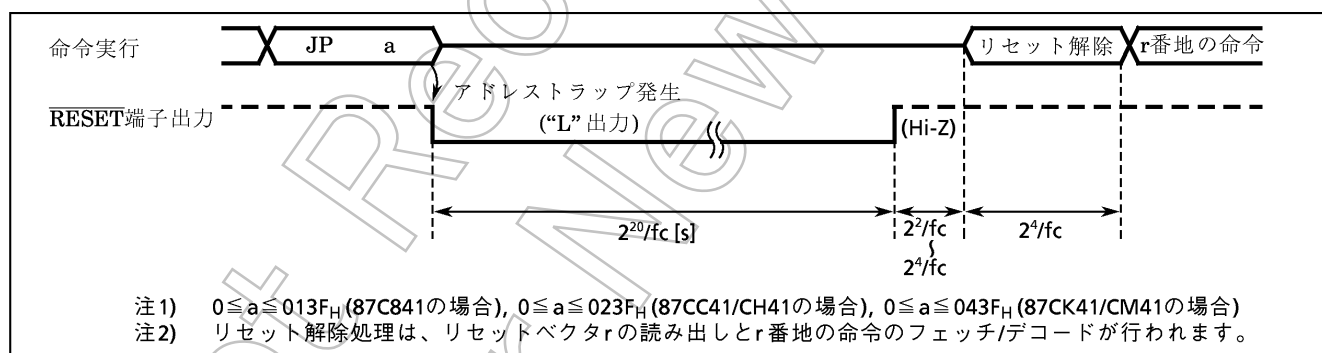 命令実行 JP a リセット解除 r番地の命令
アドレストラップ発生
RESET端子出力 (“L” 出力) (Hi-Z)
2²⁰/fc [s] 2²/fc 2⁴/fc
∫
2⁴/fc
注1) 0≦a≦013F_H (87C841の場合), 0≦a≦023F_H (87CC41/CH41の場合), 0≦a≦043F_H (87CK41/CM41の場合)
注2) リセット解除処理は、リセットベクタrの読み出しとr番地の命令のフェッチ/デコードが行われます。